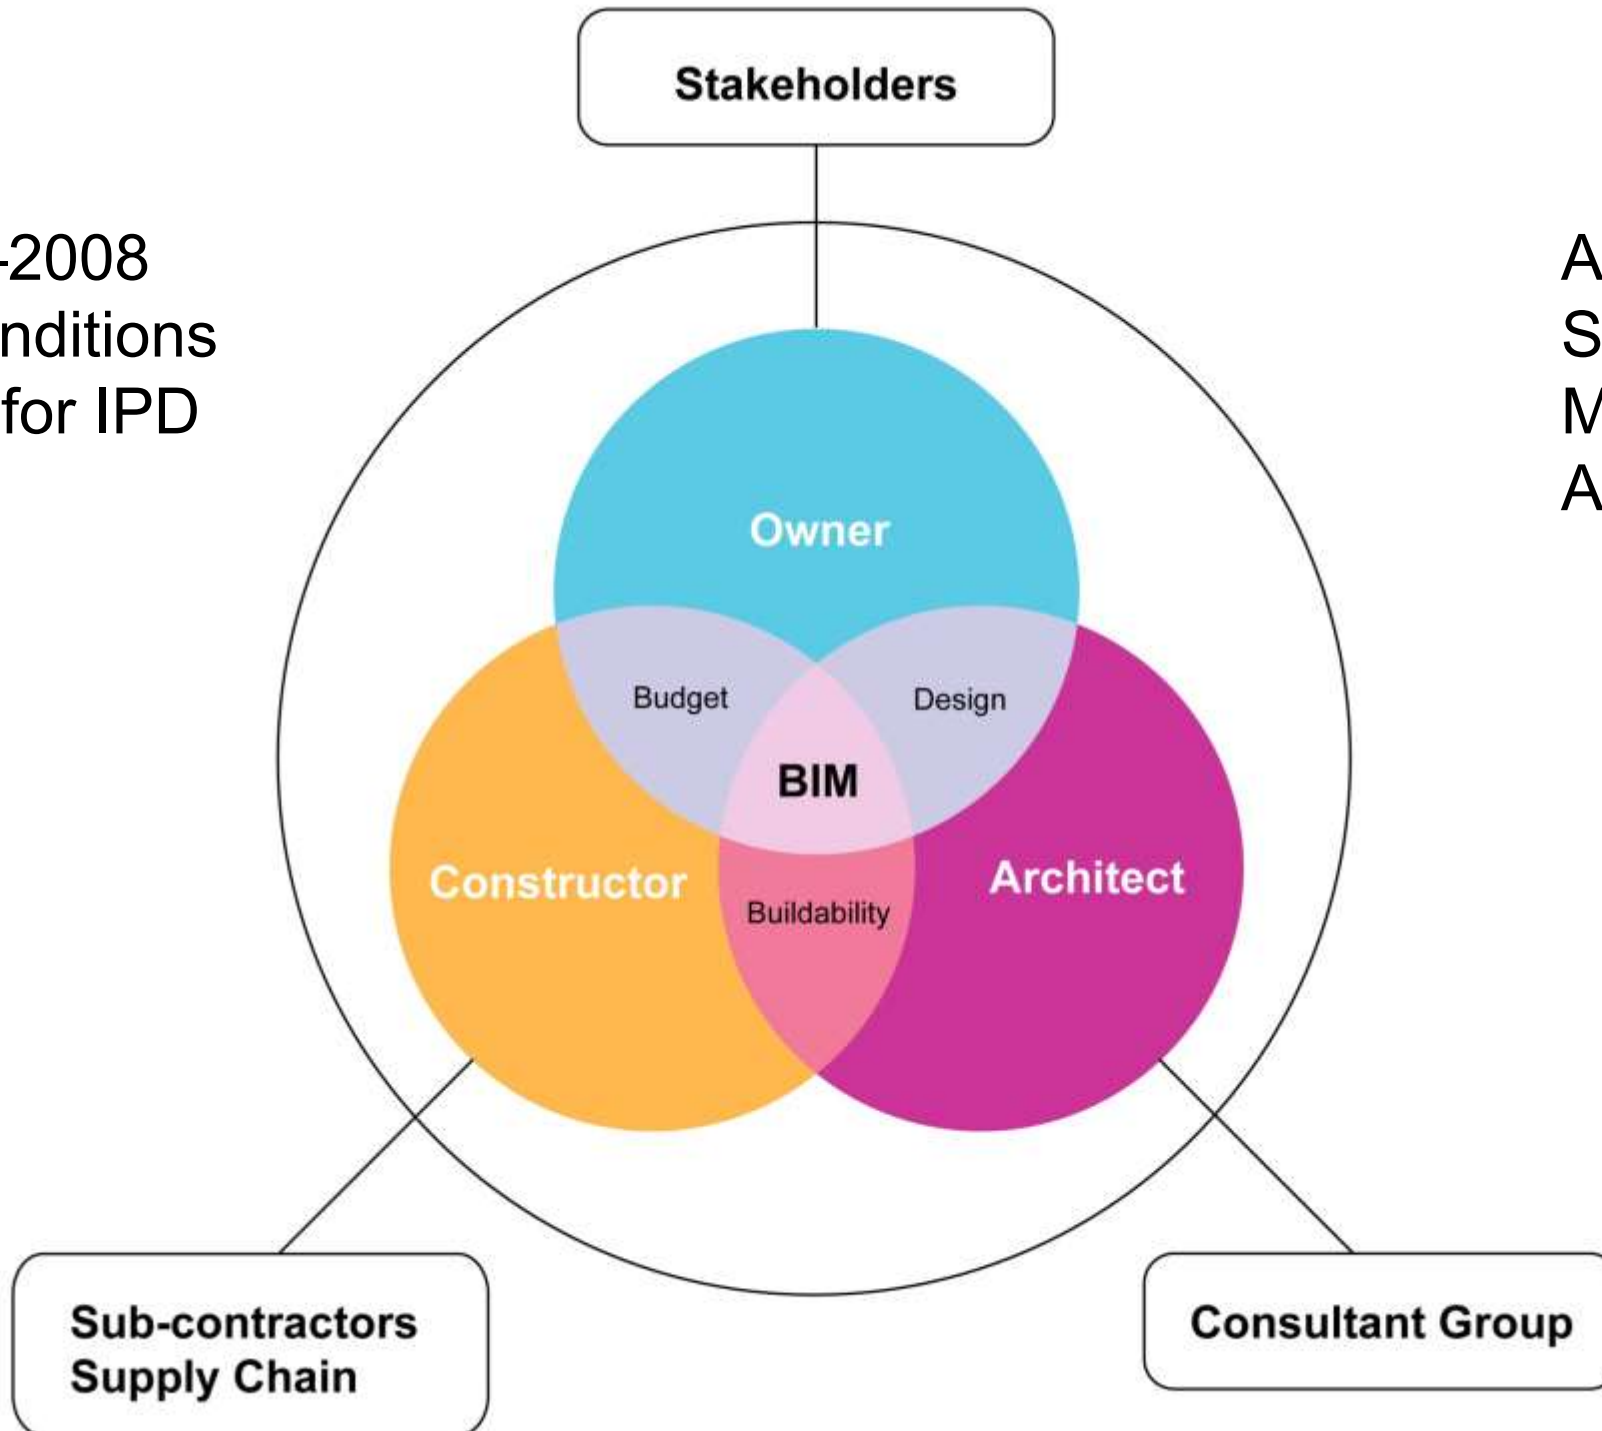 Stakeholders
-2008
nditions
for IPD
A
S
M
A
Owner
Budget
Design
BIM
Constructor
Architect
Buildability
Sub-contractors
Supply Chain
Consultant Group